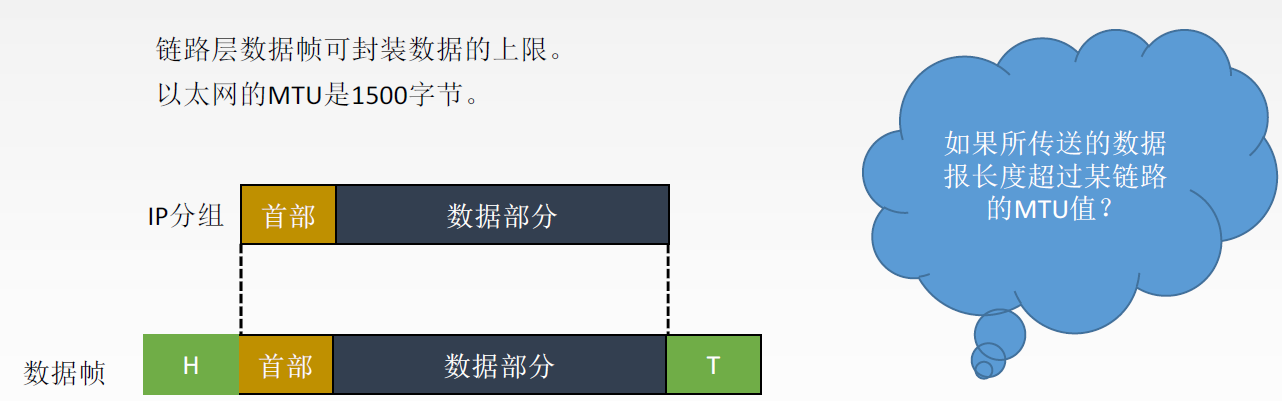 链路层数据帧可封装数据的上限。
以太网的MTU是1500字节。
如果所传送的数据
报长度超过某链路
的MTU值？
IP分组
首部
数据部分
数据帧
H
首部
数据部分
T